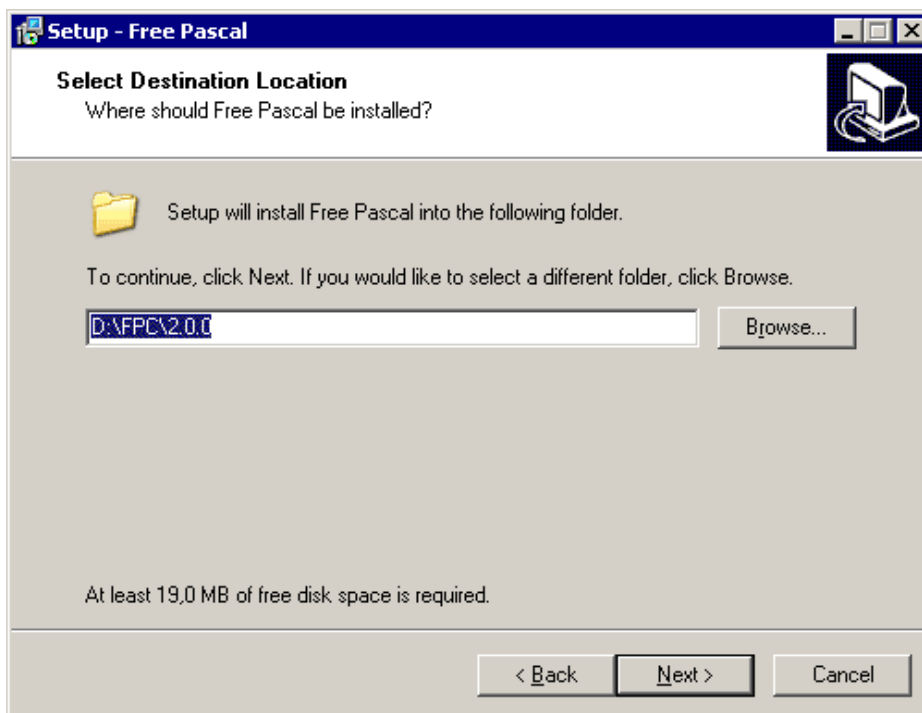 Setup - Free Pascal
Select Destination Location
Where should Free Pascal be installed?
Setup will install Free Pascal into the following folder.
To continue, click Next. If you would like to select a different folder, click Browse.
D:\FPC\2.0.0
Browse...
At least 19,0 MB of free disk space is required.
< Back
Next >
Cancel